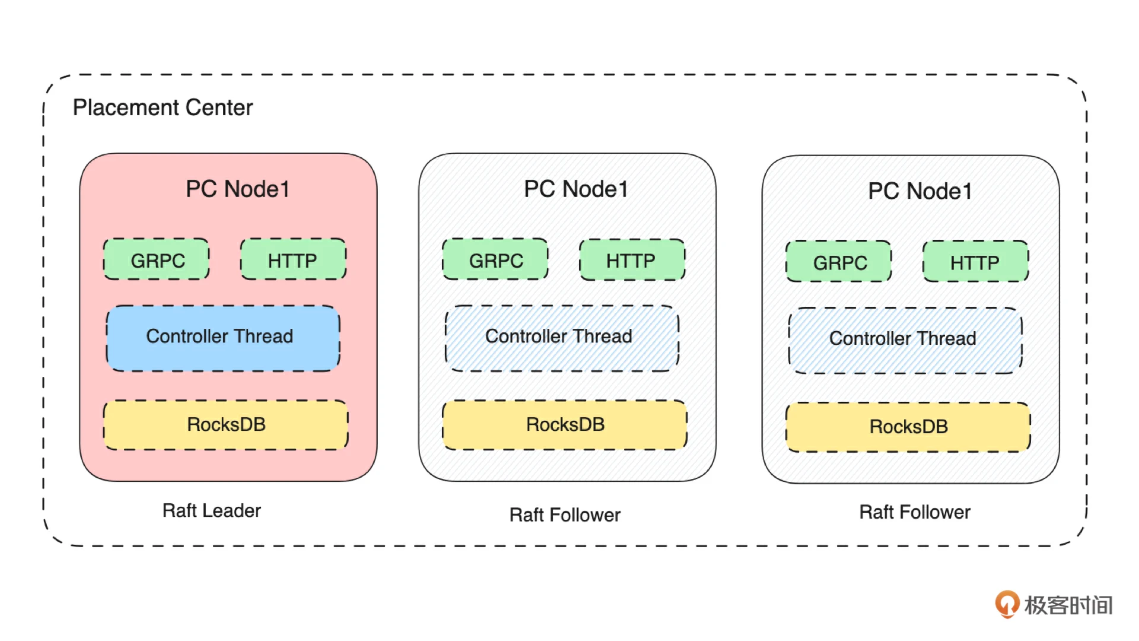 Placement Center
PC Node1
PC Node1
PC Node1
GRPC
HTTP
GRPC
HTTP
GRPC
HTTP
Controller Thread
Controller Thread
Controller Thread
RocksDB
RocksDB
RocksDB
Raft Leader
Raft Follower
Raft Follower
极客时间